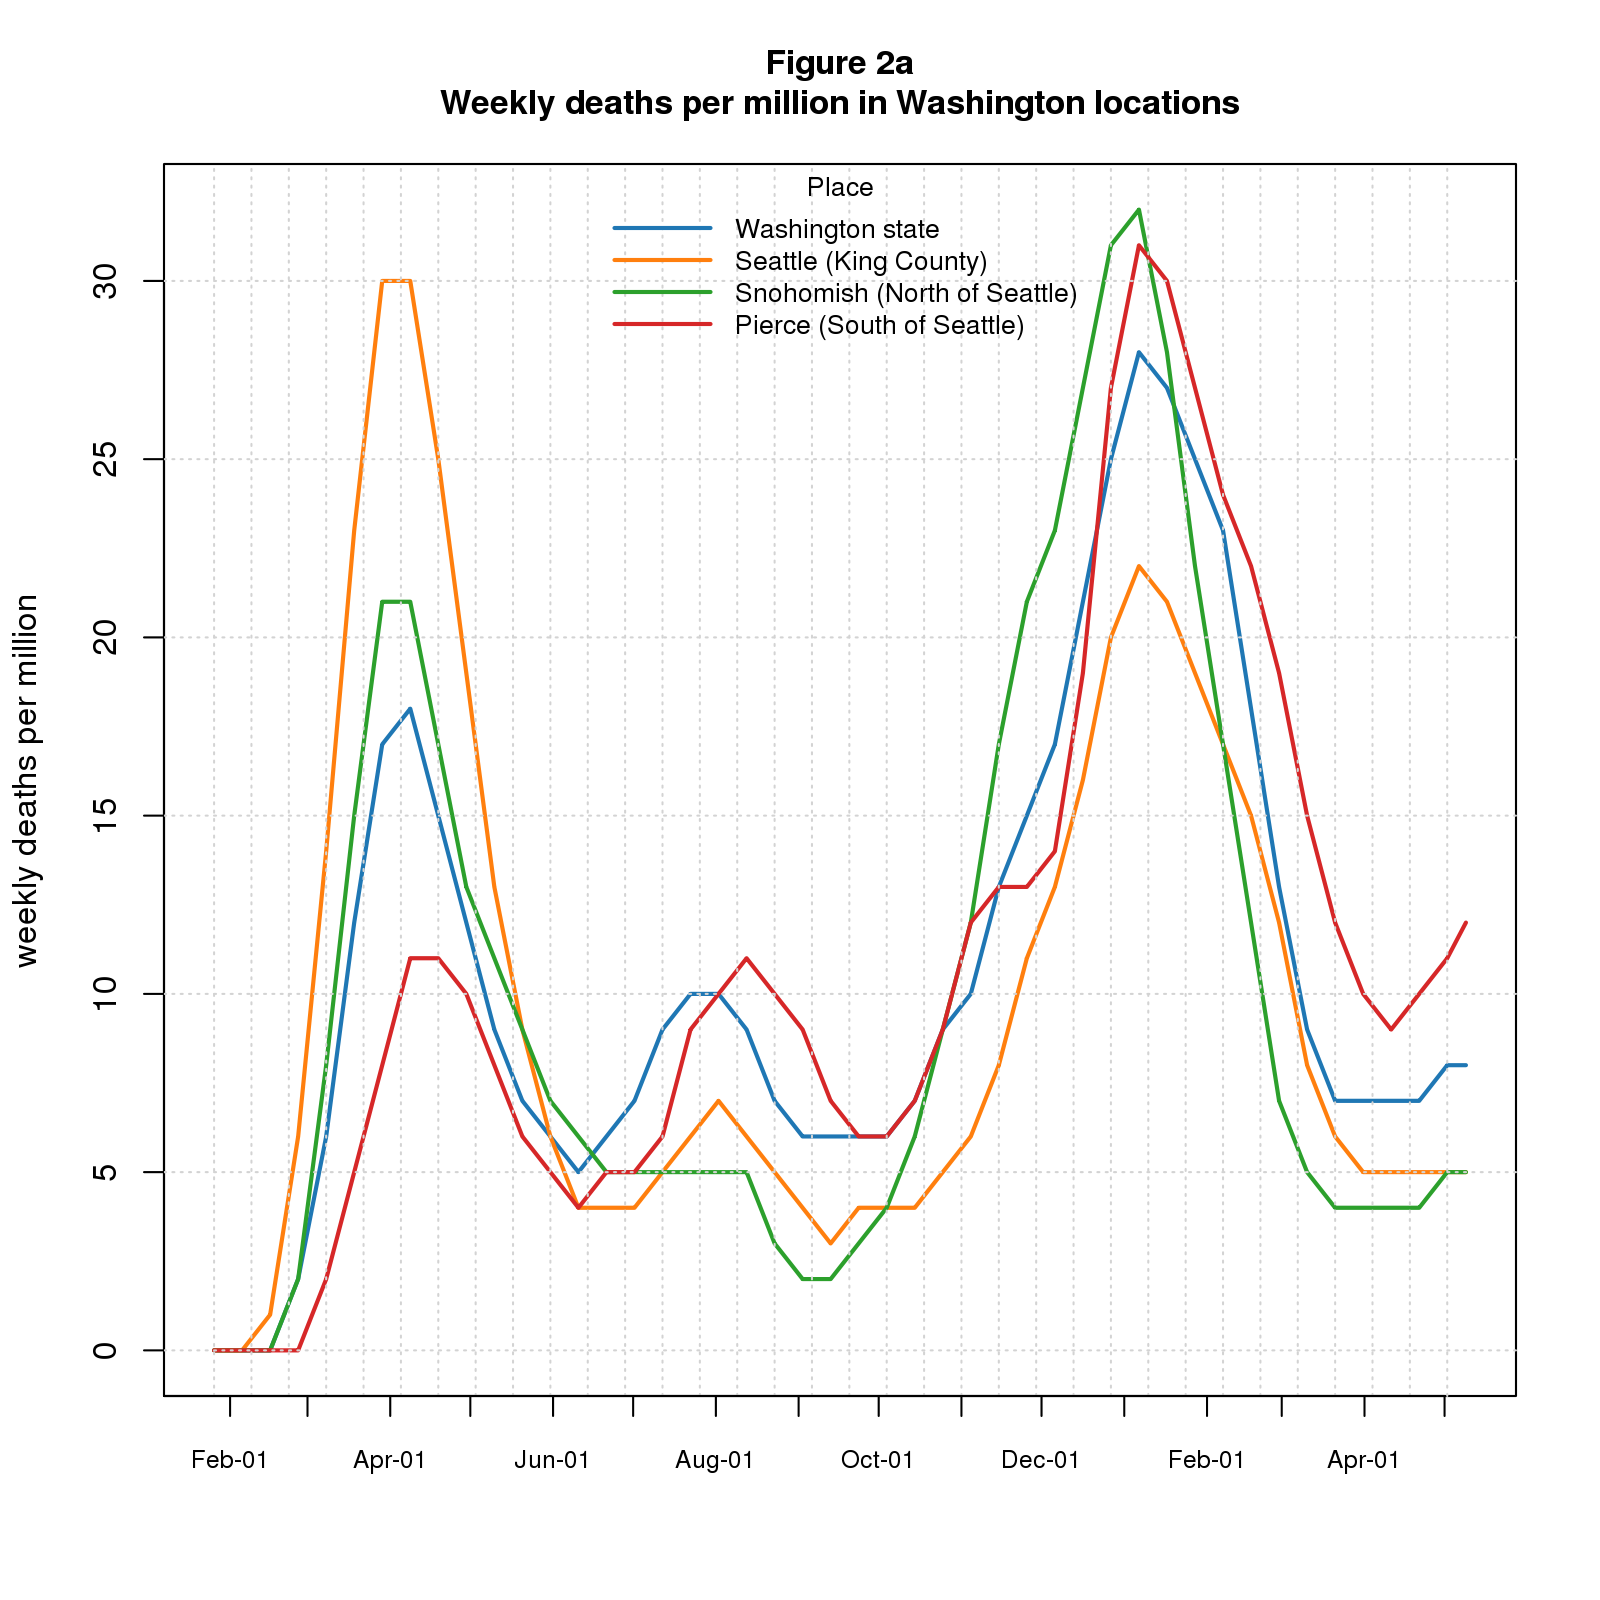 Figure 2a
Weekly deaths per million in Washington locations
Place
Washington state
Seattle (King County)
Snohomish (North of Seattle)
Pierce (South of Seattle)
weekly deaths per million
30
25
20
15
10
5
0
Feb-01 Apr-01 Jun-01 Aug-01 Oct-01 Dec-01 Feb-01 Apr-01